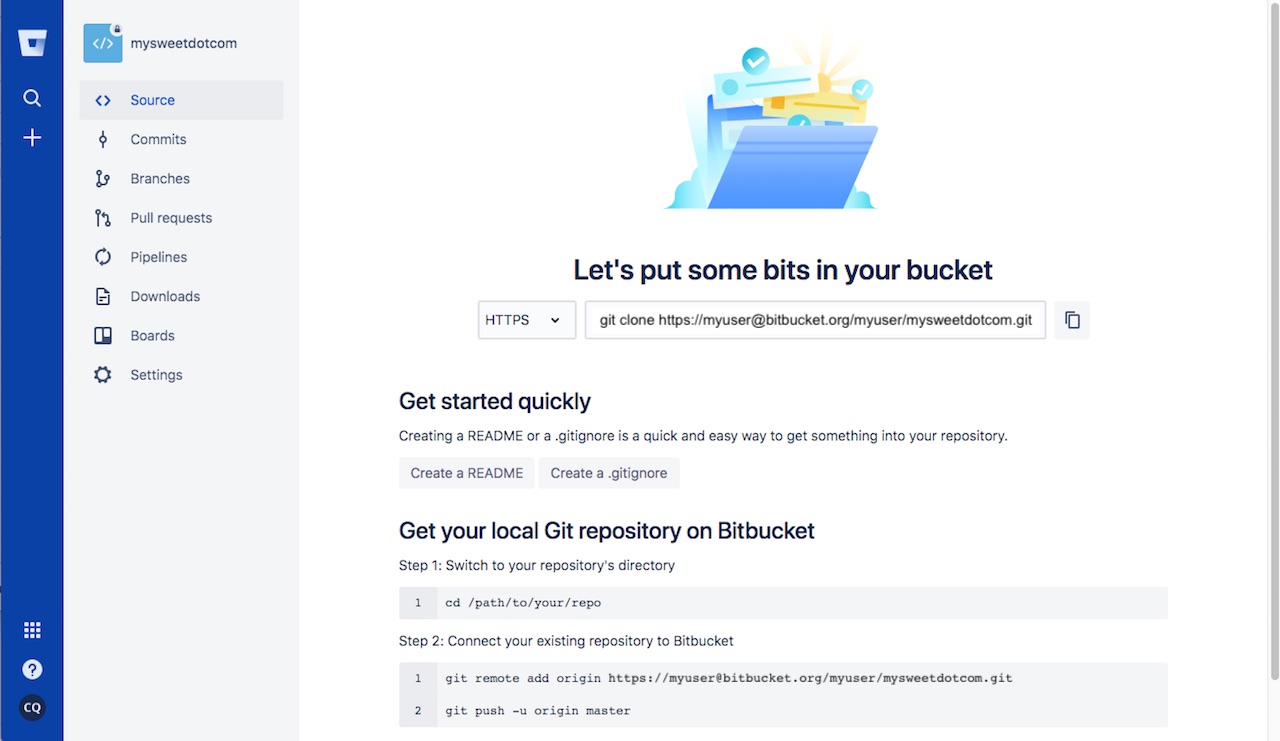 mysweetdotcom
Source
Commits
Branches
Pull requests
Pipelines
Downloads
Boards
Settings
CQ
Let's put some bits in your bucket
HTTPS git clone https://myuser@bitbucket.org/myuser/mysweetdotcom.git
Get started quickly
Creating a README or a .gitignore is a quick and easy way to get something into your repository.
Create a README Create a .gitignore
Get your local Git repository on Bitbucket
Step 1: Switch to your repository's directory
1 cd /path/to/your/repo
Step 2: Connect your existing repository to Bitbucket
1 git remote add origin https://myuser@bitbucket.org/myuser/mysweetdotcom.git
2 git push -u origin master